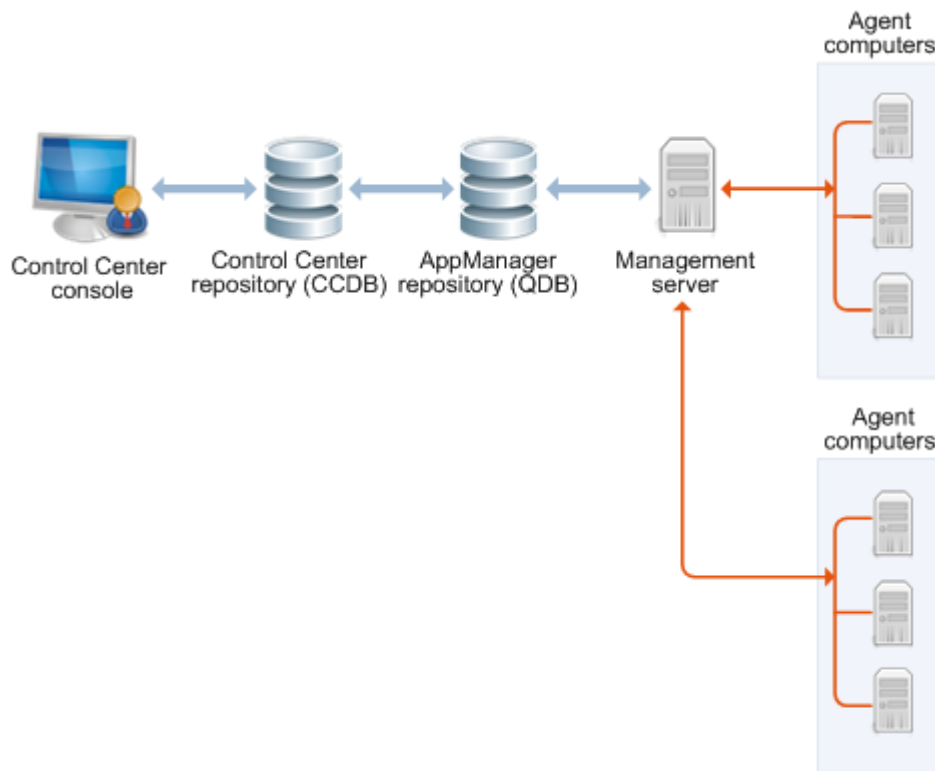 Agent
computers
Control Center
console
Control Center
repository (CCDB)
AppManager
repository (QDB)
Management
server
Agent
computers